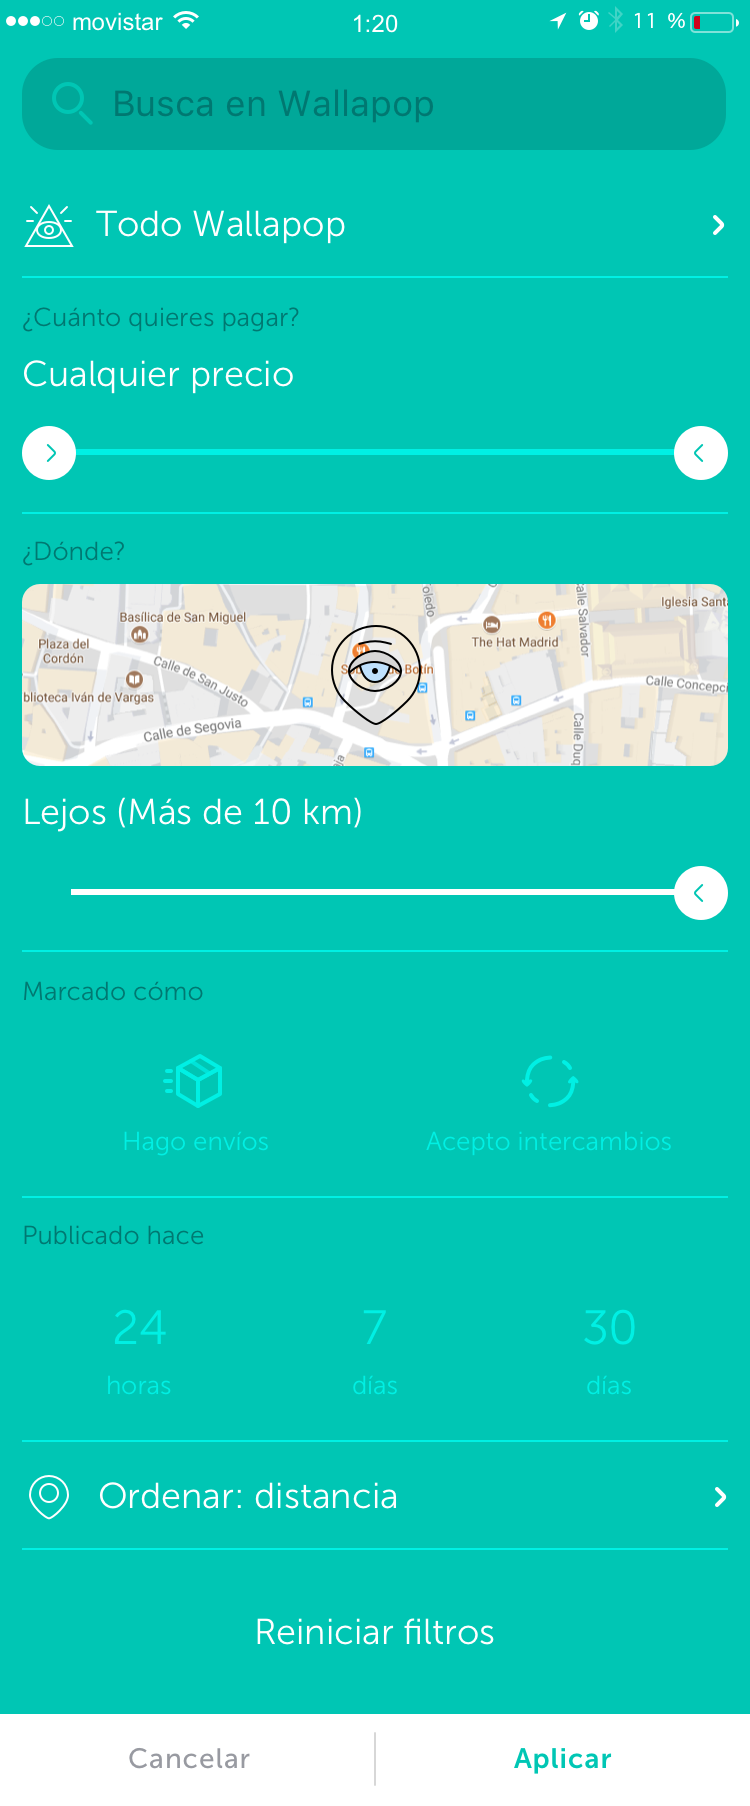 movistar 1:20 11 %
Busca en Wallapop
Todo Wallapop
¿Cuánto quieres pagar?
Cualquier precio
¿Dónde?
Iglesia Sant
Basílica de San Miguel
Toledo
Calle Salvador
The Hat Madrid
Plaza del
Cordón
Calle de San Justo
Botín
Calle Concepci
blioteca Iván de Vargas
Calle de Segovia
Calle Duq
Lejos (Más de 10 km)
Marcado cómo
Hago envíos Acepto intercambios
Publicado hace
24 7 30
horas días días
Ordenar: distancia
Reiniciar filtros
Cancelar Aplicar